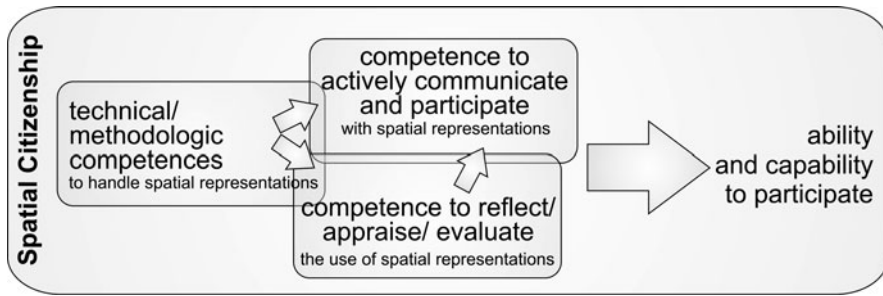 Spatial Citizenship
technical/
methodologic
competences
to handle spatial representations
competence to
actively communicate
and participate
with spatial representations
competence to reflect/
appraise/ evaluate
the use of spatial representations
ability
and capability
to participate